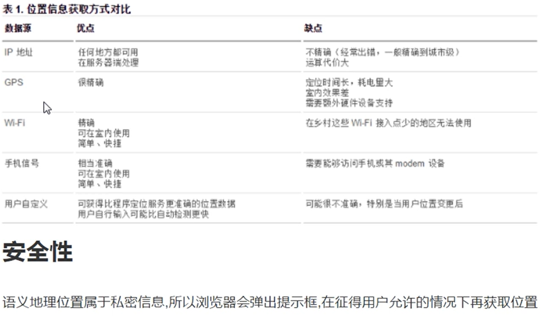 表 1. 位置信息获取方式对比
数据源 优点 缺点
IP 地址 任何地方都可用 不精确（经常出错，一般精确到城市级）
在服务器端处理 运算代价大
GPS 很精确 定位时间长，耗电量大
室内效果差
需要额外硬件设备支持
Wi-Fi 精确 在乡村这些 Wi-Fi 接入点少的地区无法使用
可在室内使用
简单、快捷
手机信号 相当准确 需要能够访问手机或其 modem 设备
可在室内使用
简单、快捷
用户自定义 可获得比程序定位服务更准确的位置数据 可能很不准确，特别是当用户位置变更后
用户自行输入可能比自动检测更快
安全性
语义地理位置属于私密信息,所以浏览器会弹出提示框,在征得用户允许的情况下再获取位置